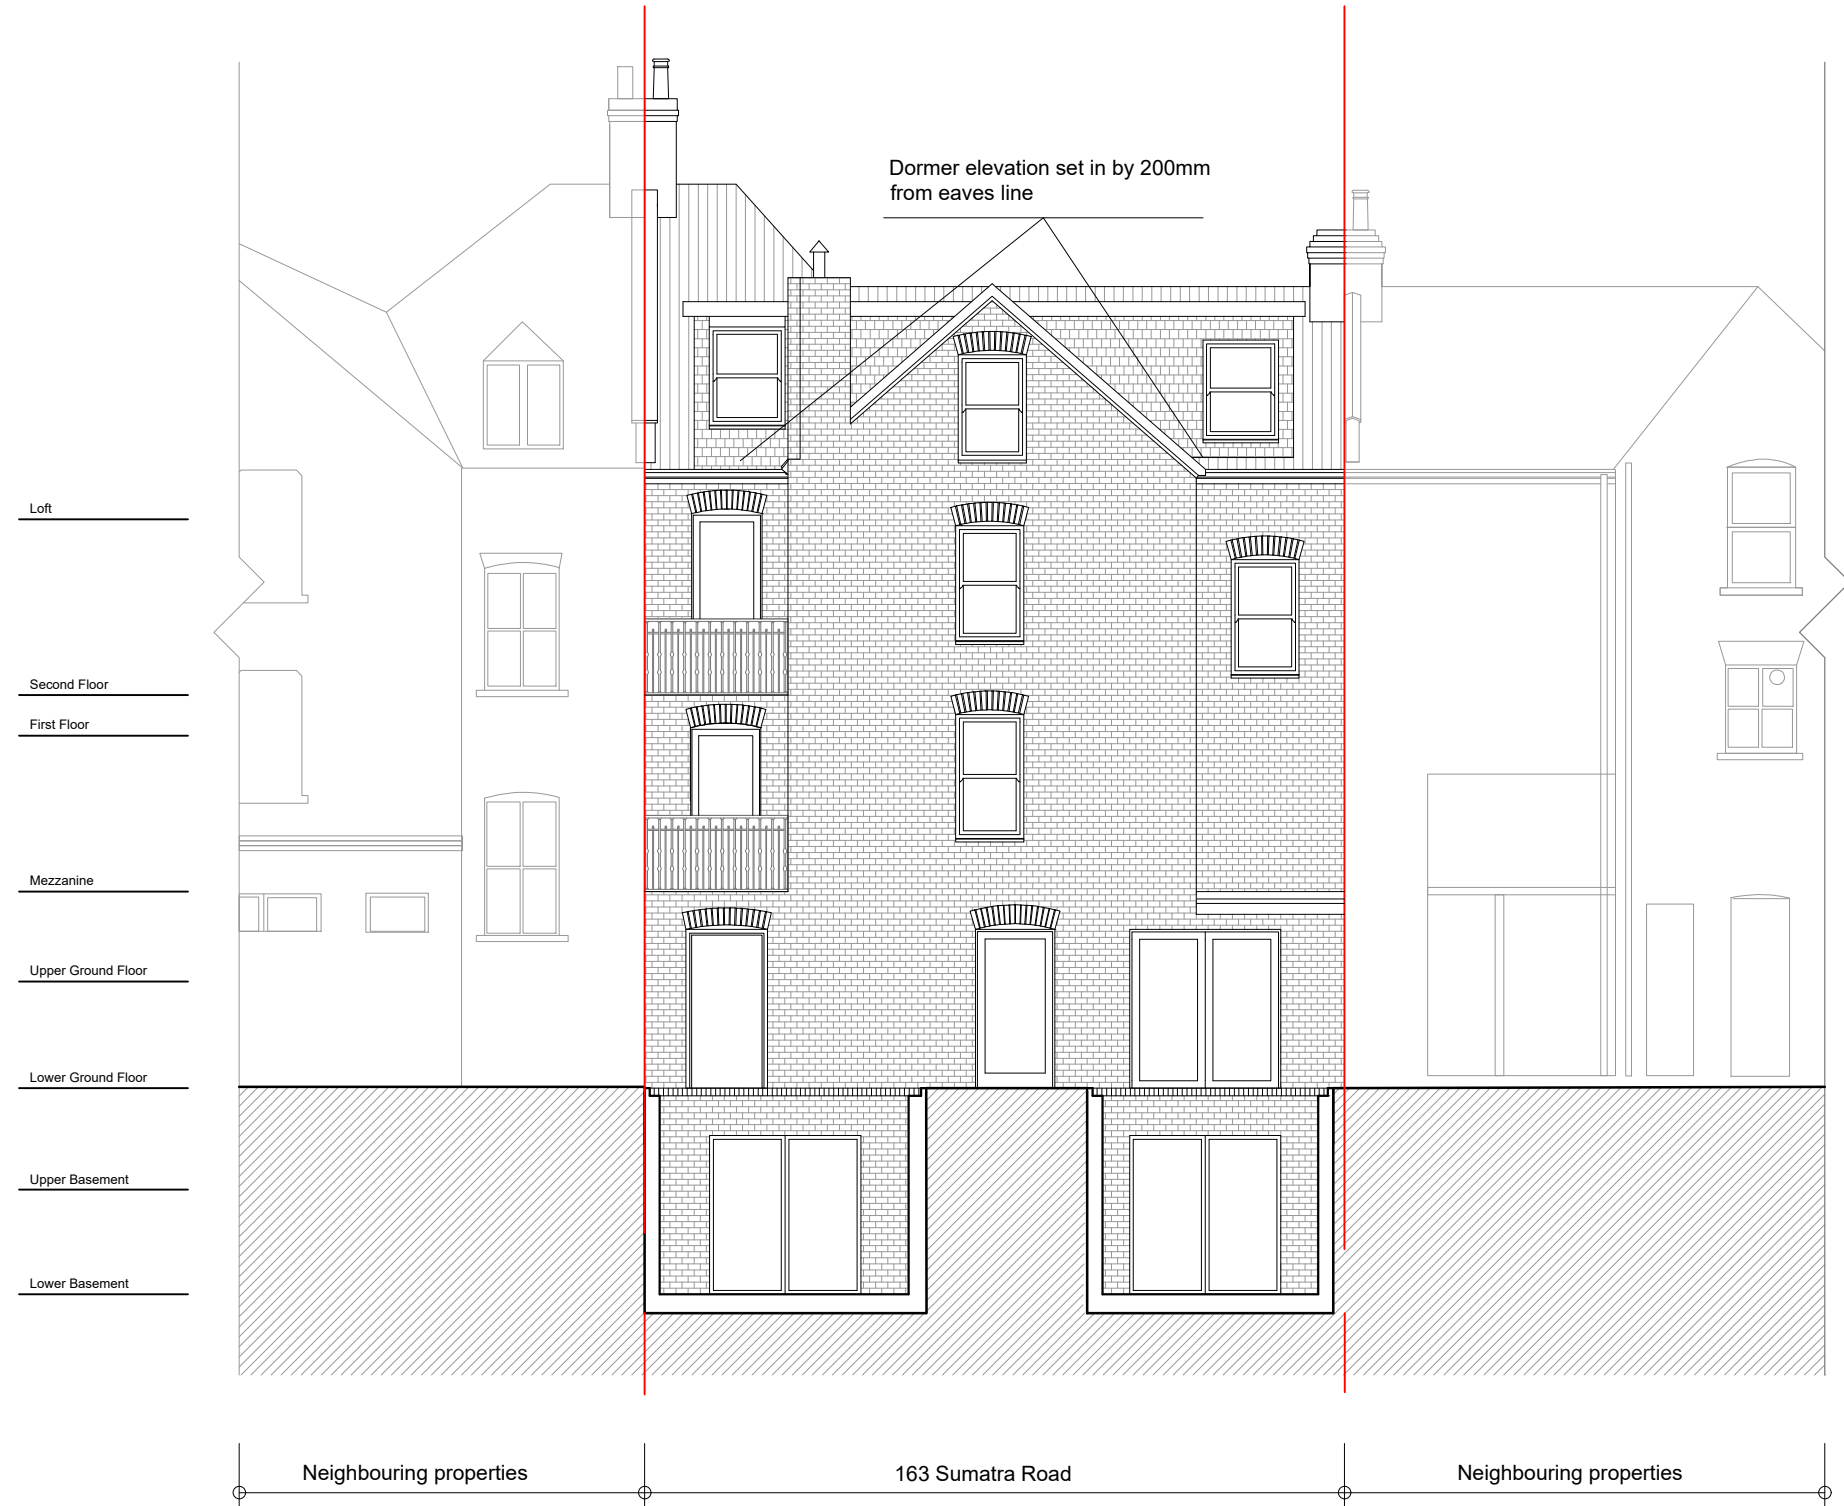 Dormer elevation set in by 200mm
from eaves line
Loft
Second Floor
First Floor
Mezzanine
Upper Ground Floor
Lower Ground Floor
Upper Basement
Lower Basement
Neighbouring properties
163 Sumatra Road
Neighbouring properties